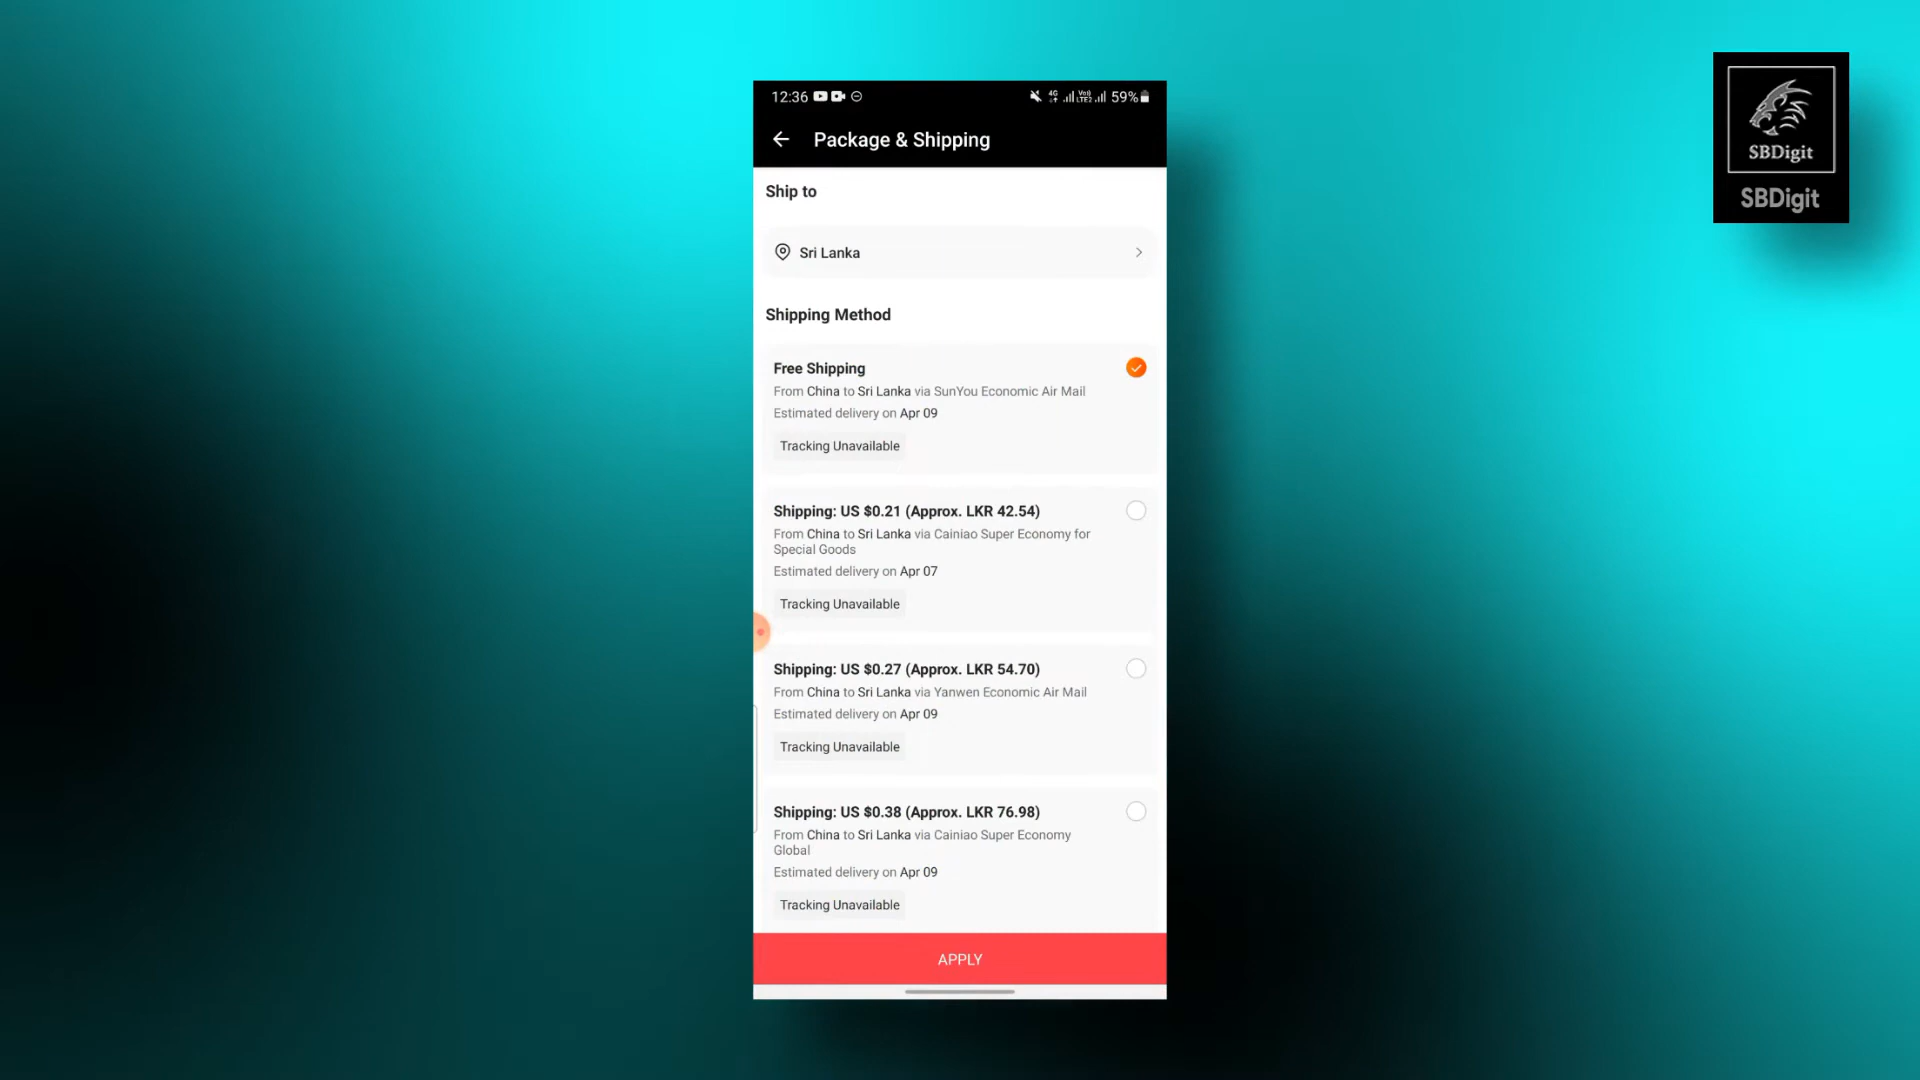 12:36
4G
Vo))
LTE2
59%
SBDigit
SBDigit
Package & Shipping
Ship to
Sri Lanka
Shipping Method
Free Shipping
From China to Sri Lanka via SunYou Economic Air Mail
Estimated delivery on Apr 09
Tracking Unavailable
Shipping: US $0.21 (Approx. LKR 42.54)
From China to Sri Lanka via Cainiao Super Economy for
Special Goods
Estimated delivery on Apr 07
Tracking Unavailable
Shipping: US $0.27 (Approx. LKR 54.70)
From China to Sri Lanka via Yanwen Economic Air Mail
Estimated delivery on Apr 09
Tracking Unavailable
Shipping: US $0.38 (Approx. LKR 76.98)
From China to Sri Lanka via Cainiao Super Economy
Global
Estimated delivery on Apr 09
Tracking Unavailable
APPLY